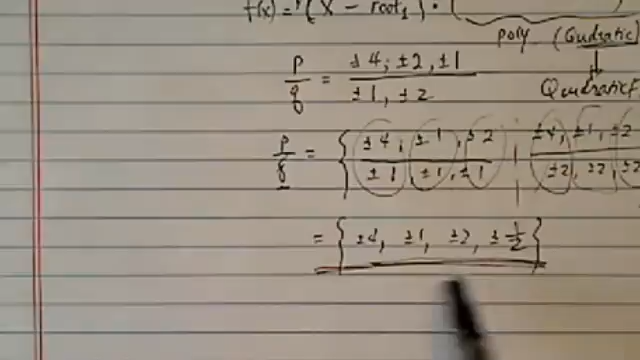 f(x) = (x - root₁) · (
poly (Quadratic)
p/q = ±4; ±2, ±1 / ±1, ±2
QuadraticF
p/q = { ±4, ±1, ±2 / ±1, ±1, ±1 ; ±4, ±1, ±2 / ±2, ±2, ±2
= { ±4, ±1, ±2, ±1/2 }